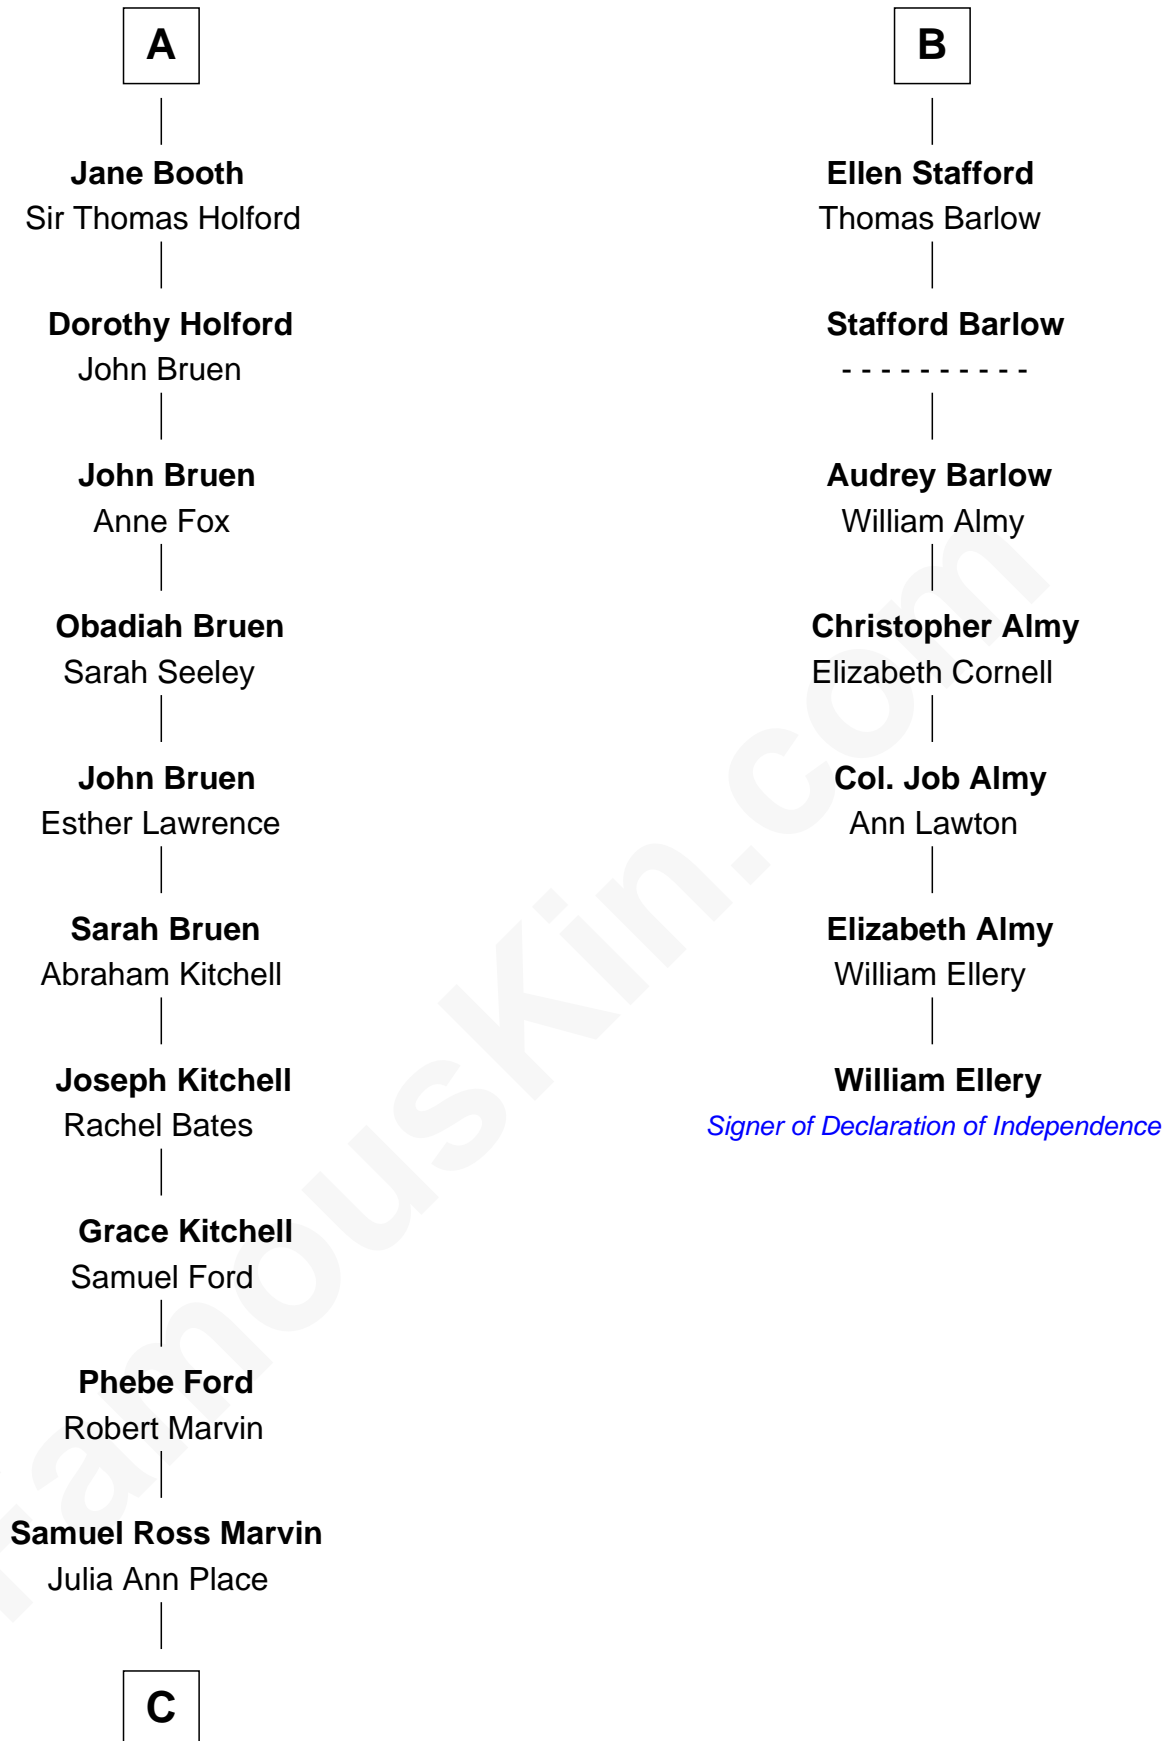 A
Jane Booth
Sir Thomas Holford
Dorothy Holford
John Bruen
John Bruen
Anne Fox
Obadiah Bruen
Sarah Seeley
John Bruen
Esther Lawrence
Sarah Bruen
Abraham Kitchell
Joseph Kitchell
Rachel Bates
Grace Kitchell
Samuel Ford
Phebe Ford
Robert Marvin
Samuel Ross Marvin
Julia Ann Place
C
B
Ellen Stafford
Thomas Barlow
Stafford Barlow
- - - - - - - - - -
Audrey Barlow
William Almy
Christopher Almy
Elizabeth Cornell
Col. Job Almy
Ann Lawton
Elizabeth Almy
William Ellery
William Ellery
Signer of Declaration of Independence
FamousKin.com